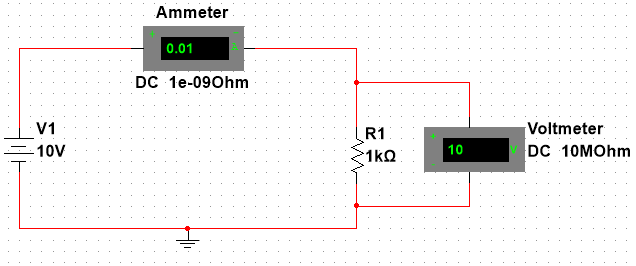 Ammeter
+ -
0.01 A
DC 1e-09Ohm
V1
10V
R1
1kΩ
Voltmeter
+
10 V
-
DC 10MOhm